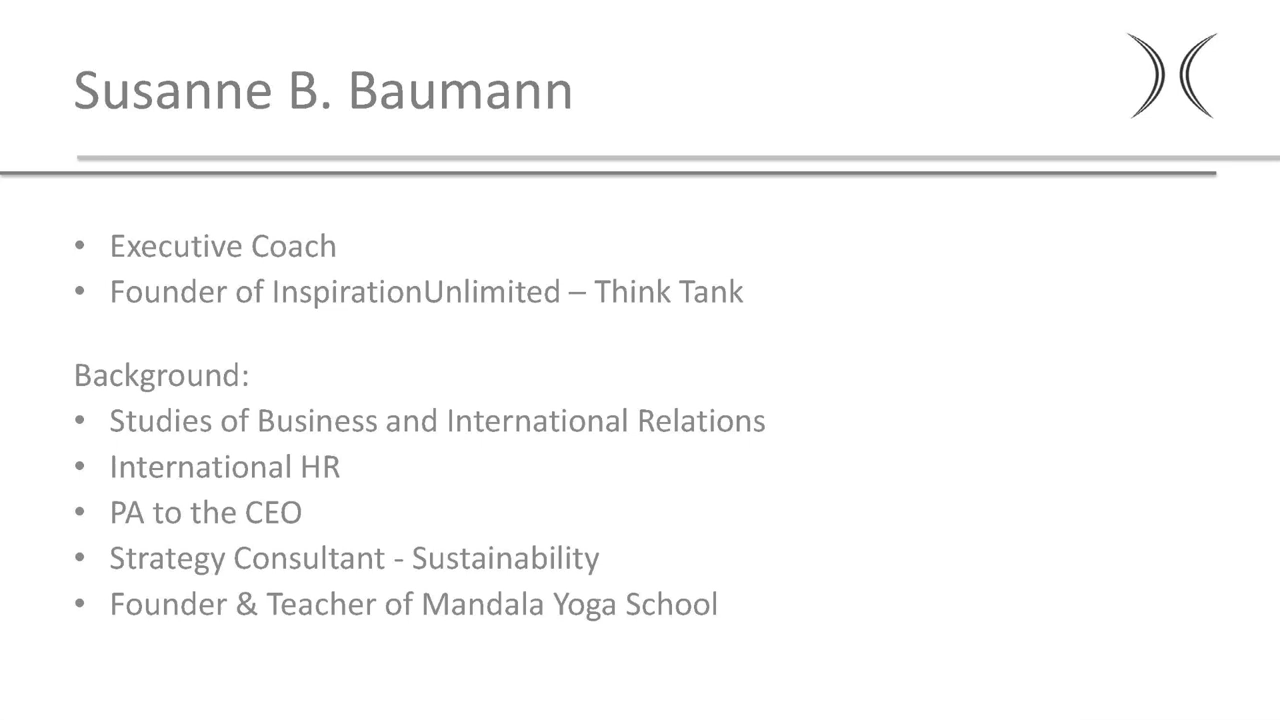 Susanne B. Baumann
• Executive Coach
• Founder of InspirationUnlimited – Think Tank
Background:
• Studies of Business and International Relations
• International HR
• PA to the CEO
• Strategy Consultant - Sustainability
• Founder & Teacher of Mandala Yoga School